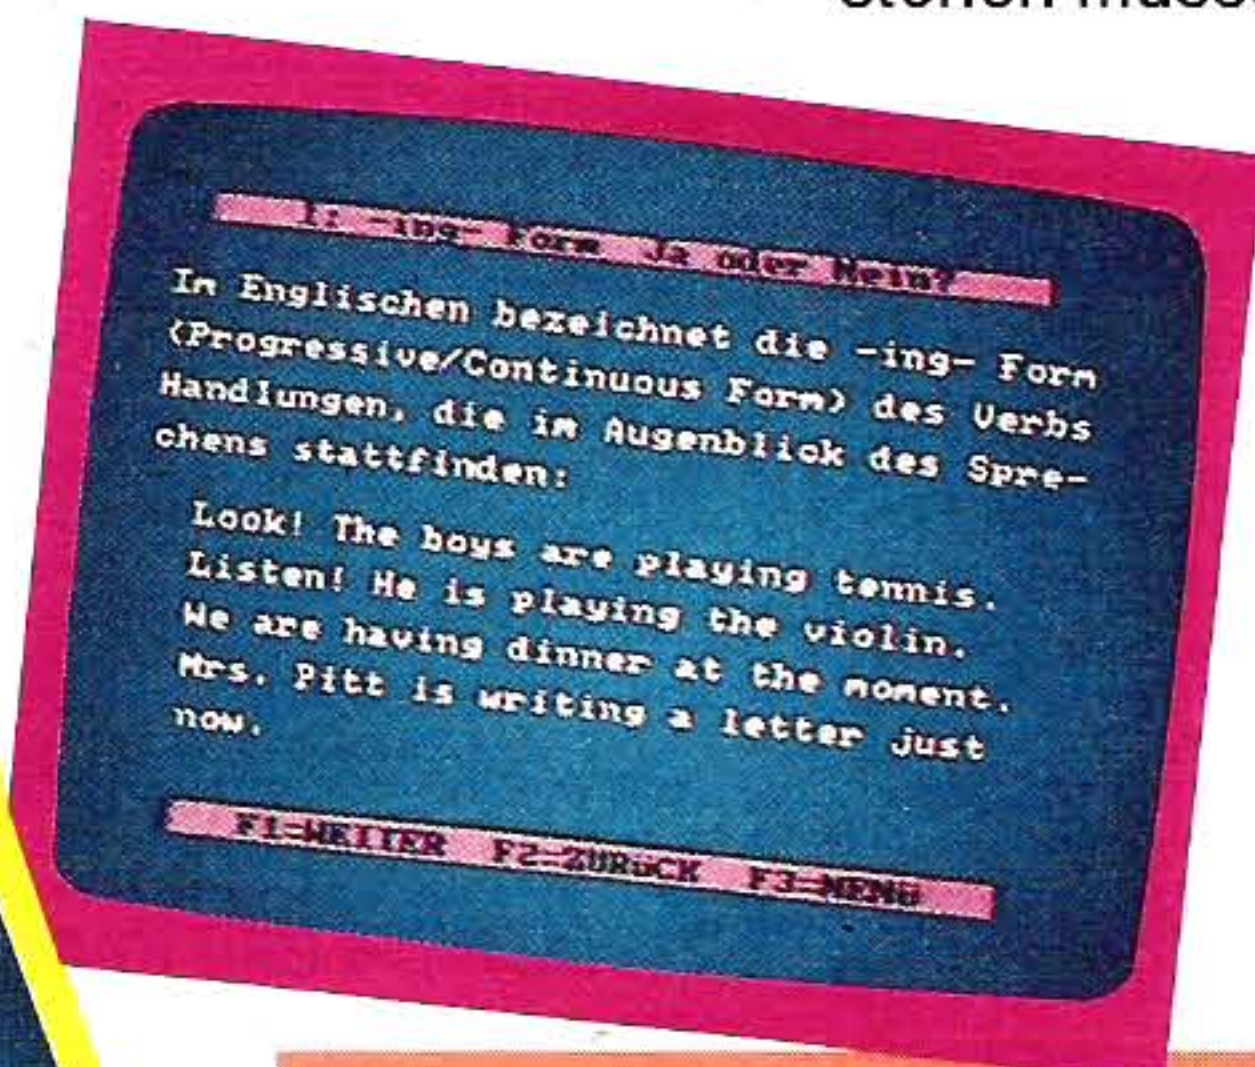 1: -ing- Form Ja oder Nein?
Im Englischen bezeichnet die -ing- Form
(Progressive/Continuous Form) des Verbs
Handlungen, die im Augenblick des Spre-
chens stattfinden:
Look! The boys are playing tennis.
Listen! He is playing the violin.
We are having dinner at the moment.
Mrs. Pitt is writing a letter just
now.
F1=WEITER F2=ZURüCK F3=MENü